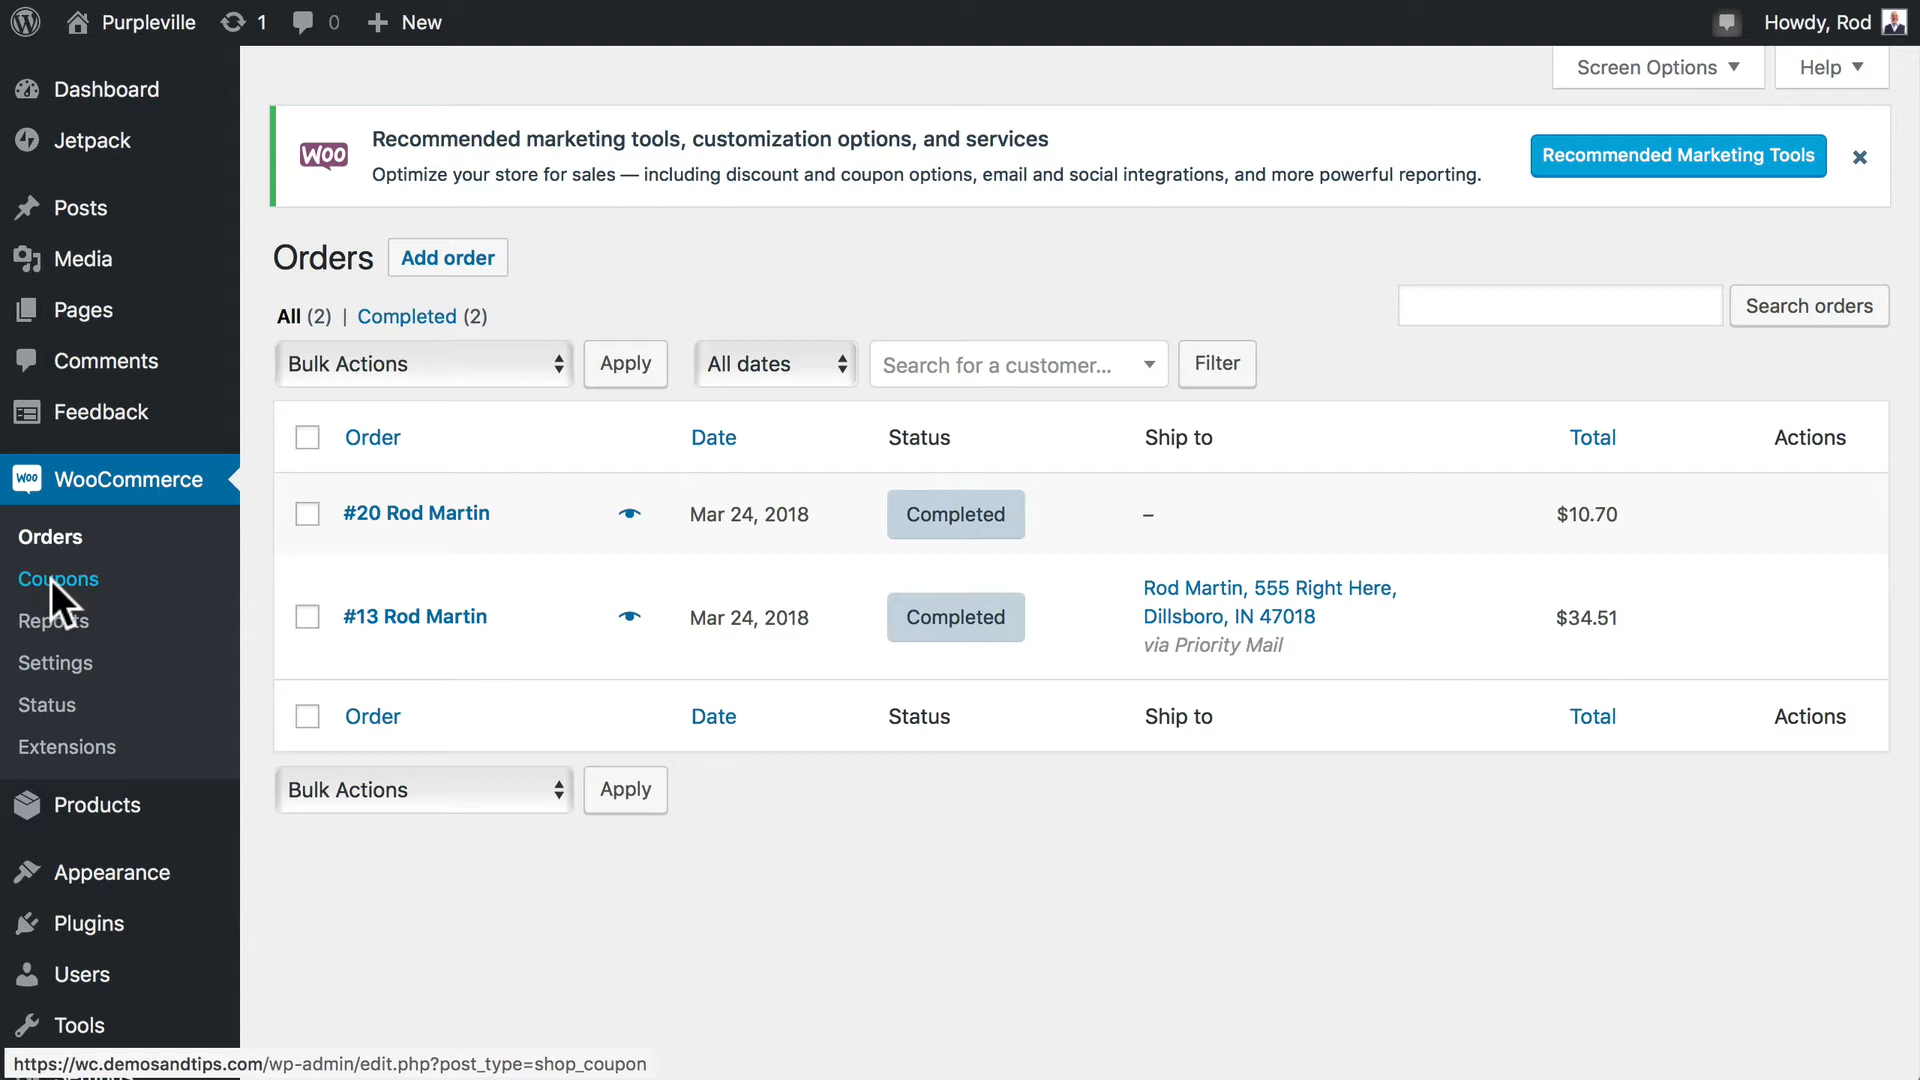 Purpleville 1 0 New Howdy, Rod
Screen Options Help
Dashboard
Jetpack
Posts
Media
Pages
Comments
Feedback
WOO WooCommerce
Orders
Coupons
Reports
Settings
Status
Extensions
Products
Appearance
Plugins
Users
Tools
WOO
Recommended marketing tools, customization options, and services
Optimize your store for sales — including discount and coupon options, email and social integrations, and more powerful reporting.
Recommended Marketing Tools
Orders Add order
All (2) | Completed (2)
Search orders
Bulk Actions Apply All dates Search for a customer... Filter
Order Date Status Ship to Total Actions
#20 Rod Martin Mar 24, 2018 Completed – $10.70
#13 Rod Martin Mar 24, 2018 Completed Rod Martin, 555 Right Here, $34.51
Dillsboro, IN 47018
via Priority Mail
Order Date Status Ship to Total Actions
Bulk Actions Apply
https://wc.demosandtips.com/wp-admin/edit.php?post_type=shop_coupon